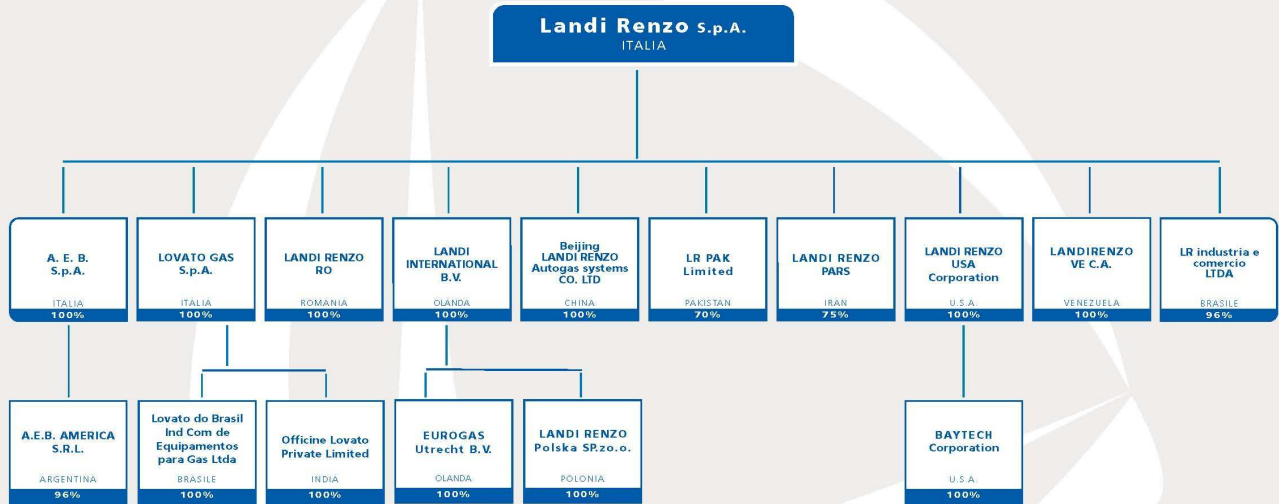 Landi Renzo S.p.A.
ITALIA
A. E. B.
S.p.A.
ITALIA
100%
LOVATO GAS
S.p.A.
ITALIA
100%
LANDI RENZO
RO
ROMANIA
100%
LANDI
INTERNATIONAL
B.V.
OLANDA
100%
Beijing
LANDI RENZO
Autogas systems
CO. LTD
CHINA
100%
LR PAK
Limited
PAKISTAN
70%
LANDI RENZO
PARS
IRAN
75%
LANDI RENZO
USA
Corporation
U.S.A.
100%
LANDIRENZO
VE C.A.
VENEZUELA
100%
LR industria e
comercio
LTDA
BRASILE
96%
A.E.B. AMERICA
S.R.L.
ARGENTINA
96%
Lovato do Brasil
Ind Com de
Equipamentos
para Gas Ltda
BRASILE
100%
Officine Lovato
Private Limited
INDIA
100%
EUROGAS
Utrecht B.V.
OLANDA
100%
LANDI RENZO
Polska SP.zo.o.
POLONIA
100%
BAYTECH
Corporation
U.S.A.
100%